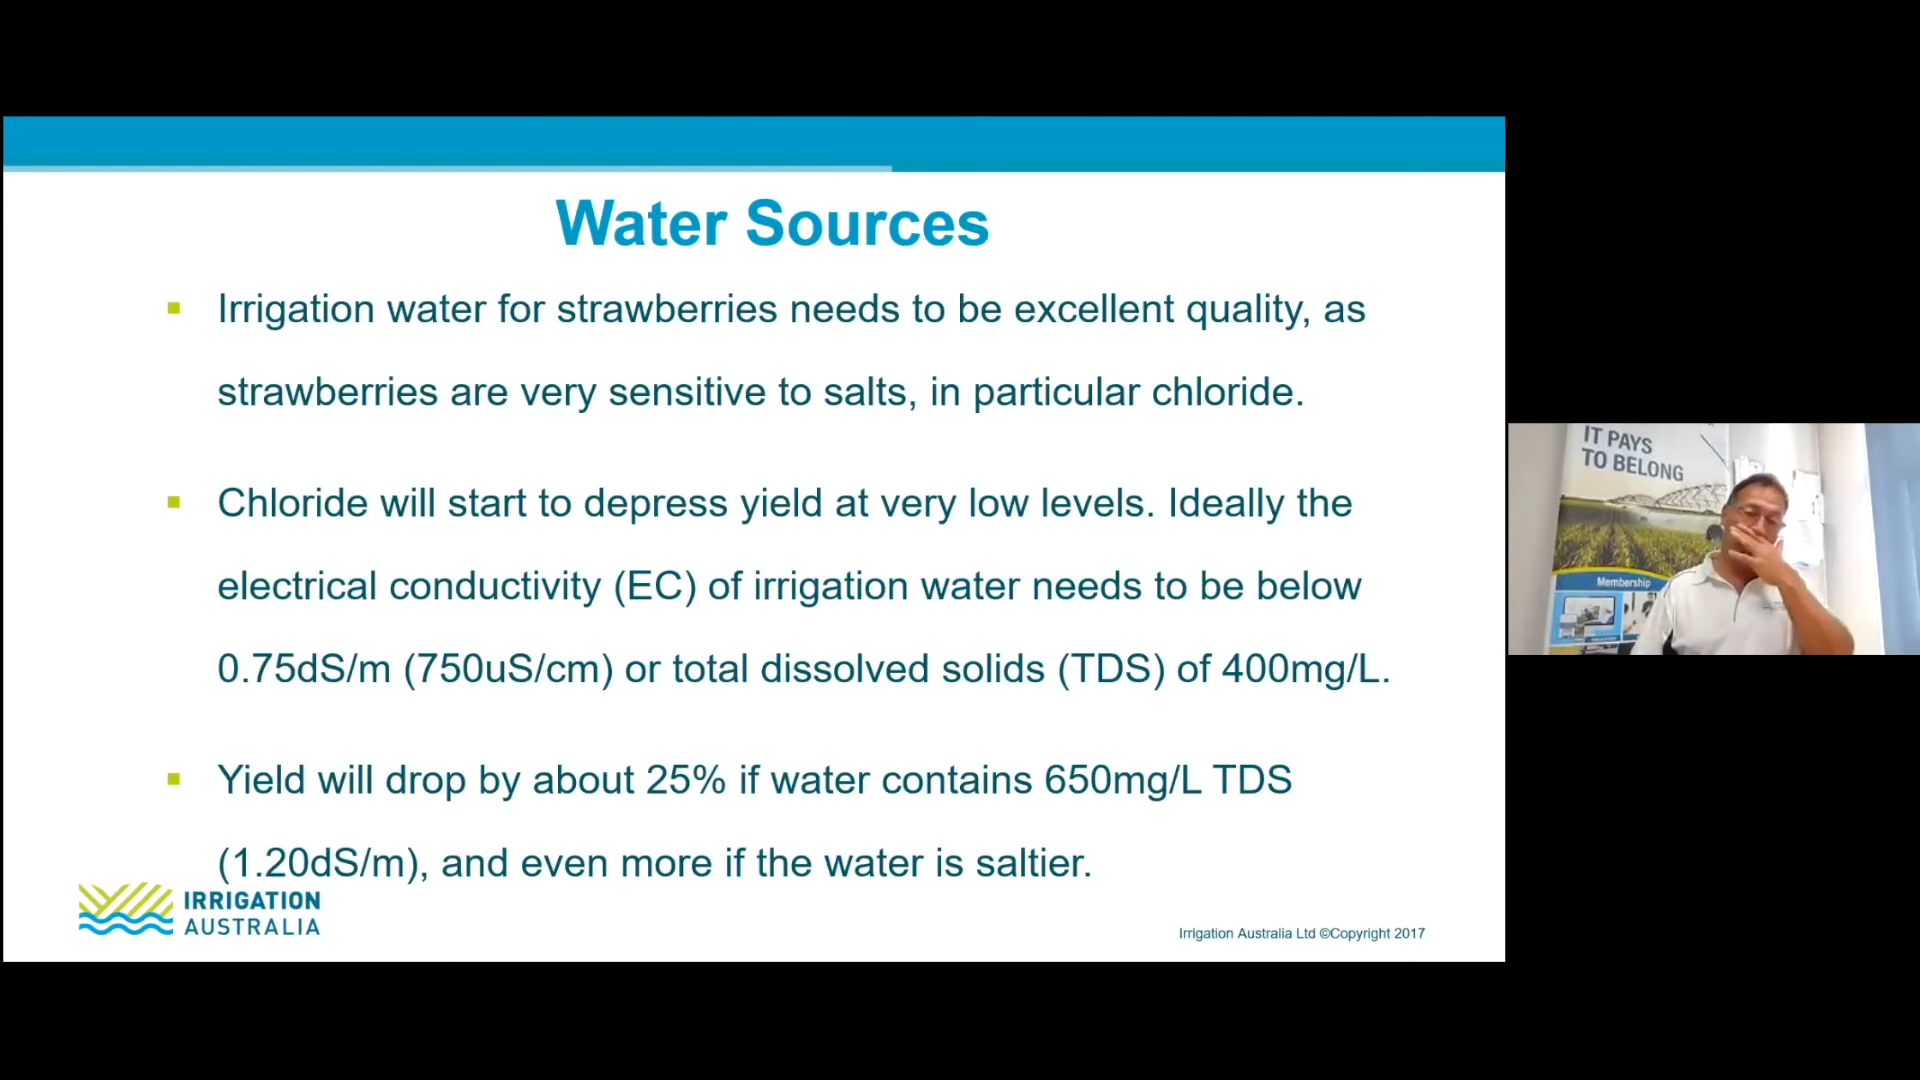 Water Sources
Irrigation water for strawberries needs to be excellent quality, as
strawberries are very sensitive to salts, in particular chloride.
Chloride will start to depress yield at very low levels. Ideally the
electrical conductivity (EC) of irrigation water needs to be below
0.75dS/m (750uS/cm) or total dissolved solids (TDS) of 400mg/L.
Yield will drop by about 25% if water contains 650mg/L TDS
(1.20dS/m), and even more if the water is saltier.
IRRIGATION
AUSTRALIA
Irrigation Australia Ltd ©Copyright 2017
IT PAYS
TO BELONG
Membership